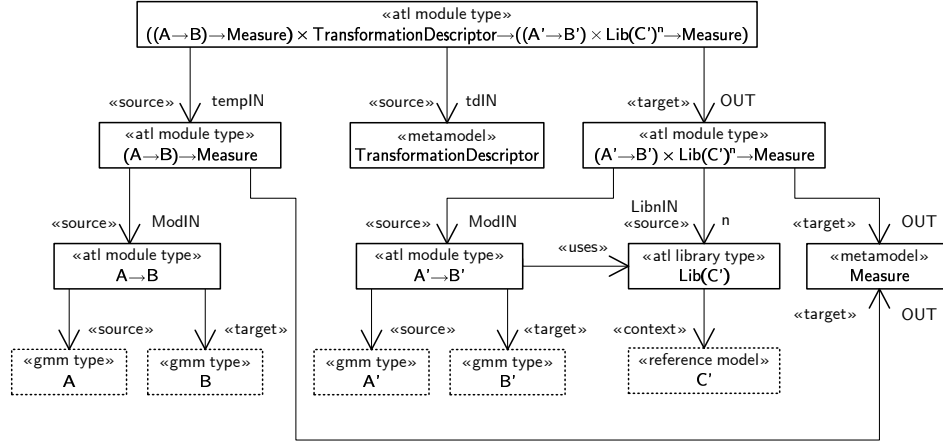 «atl module type»
((A→B)→Measure) × TransformationDescriptor→((A'→B') × Lib(C')ⁿ→Measure)
«source» tempIN
«source» tdIN
«target» OUT
«atl module type»
(A→B)→Measure
«metamodel»
TransformationDescriptor
«atl module type»
(A'→B') × Lib(C')ⁿ→Measure
«source» ModIN
«source» ModIN
LibnIN
«source» n
«target» OUT
«atl module type»
A→B
«atl module type»
A'→B'
«uses»
«atl library type»
Lib(C')
«metamodel»
Measure
«source»
«target»
«source»
«target»
«context»
«target» OUT
«gmm type»
A
«gmm type»
B
«gmm type»
A'
«gmm type»
B'
«reference model»
C'